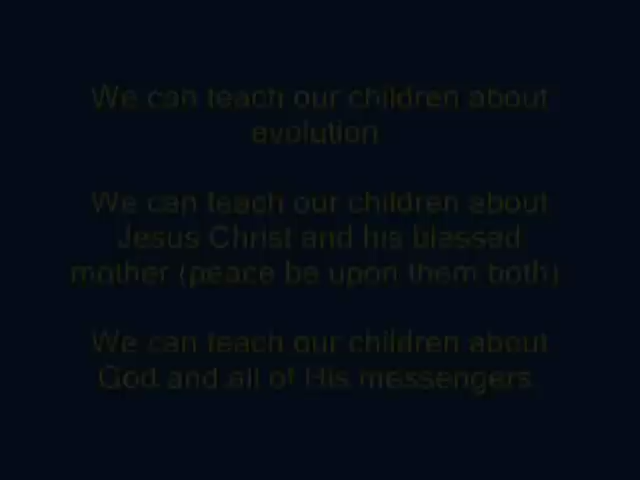 We can teach our children about
evolution
We can teach our children about
Jesus Christ and his blessed
mother (peace be upon them both)
We can teach our children about
God and all of His messengers